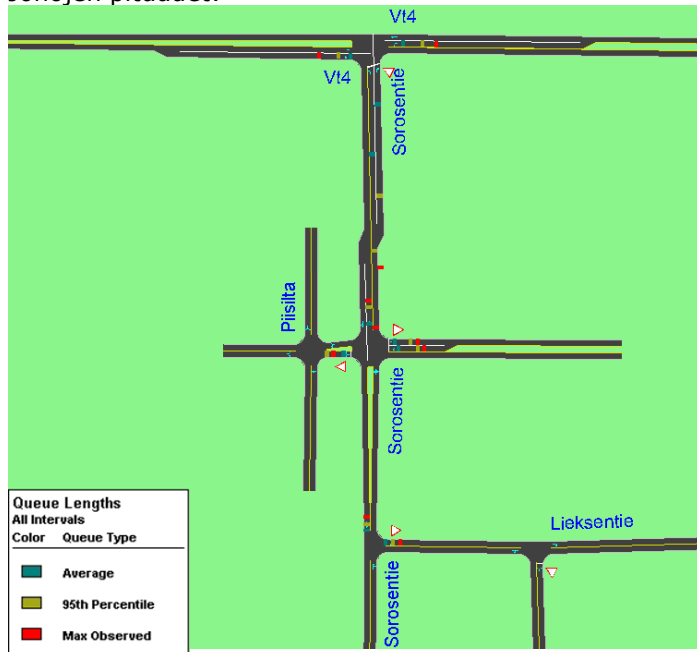 Vt4
Vt4
Sorosentie
Piisilta
Sorosentie
Lieksentie
Sorosentie
Queue Lengths
All Intervals
Color Queue Type
Average
95th Percentile
Max Observed